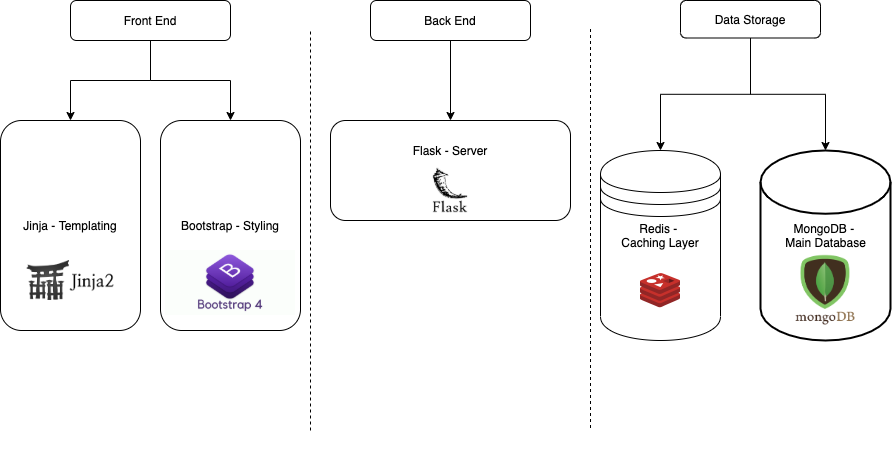 Front End
Back End
Data Storage
Flask - Server
Flask
Jinja - Templating
Jinja2
Bootstrap - Styling
B
Bootstrap 4
Redis -
Caching Layer
MongoDB -
Main Database
mongoDB